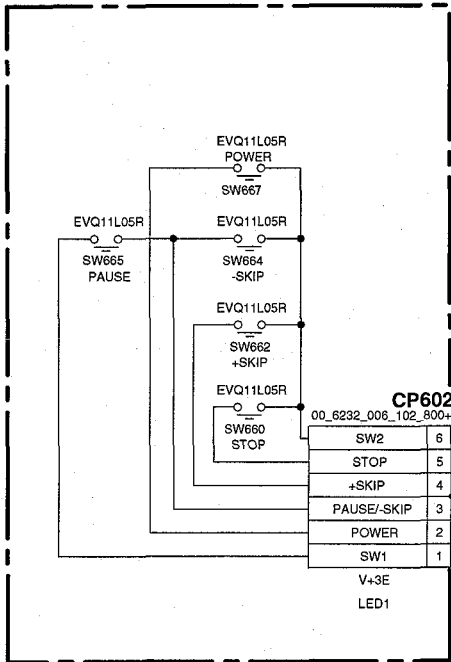 EVQ11L05R
POWER
SW667
EVQ11L05R
SW665
PAUSE
EVQ11L05R
SW664
-SKIP
EVQ11L05R
SW662
+SKIP
EVQ11L05R
SW660
STOP
CP602
00_6232_006_102_800+
SW2 6
STOP 5
+SKIP 4
PAUSE/-SKIP 3
POWER 2
SW1 1
V+3E
LED1